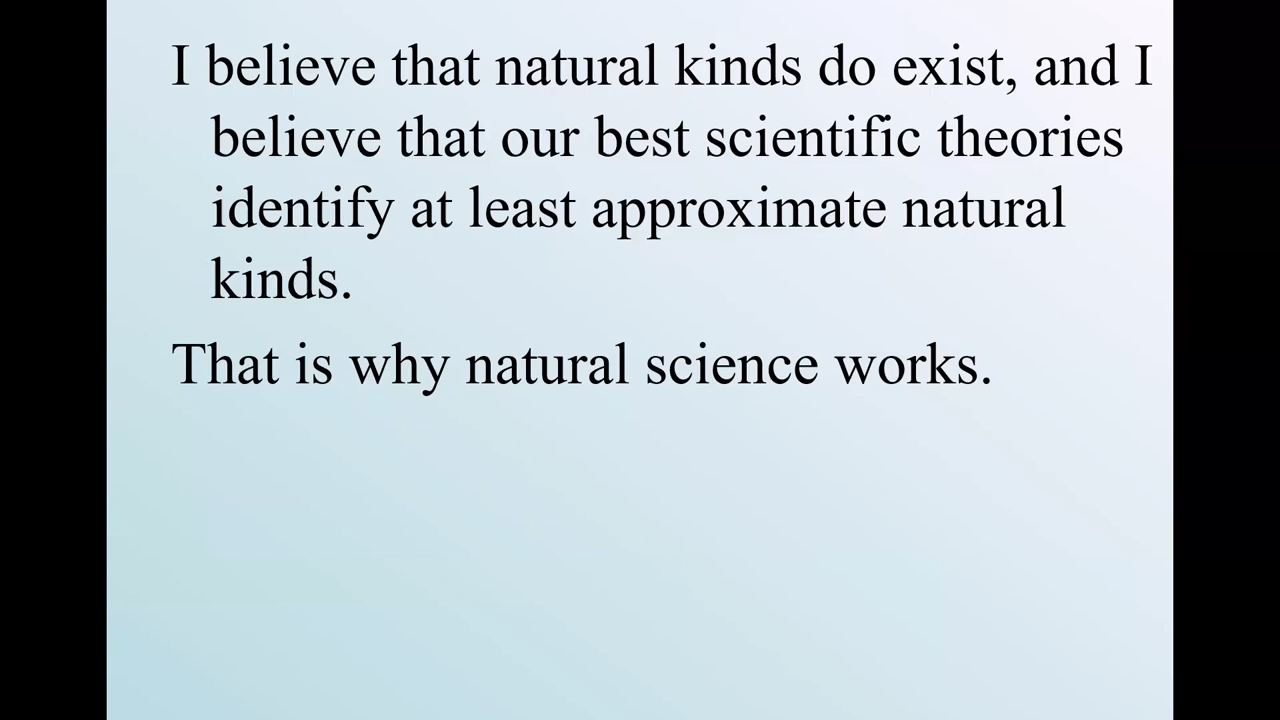 I believe that natural kinds do exist, and I
believe that our best scientific theories
identify at least approximate natural
kinds.
That is why natural science works.